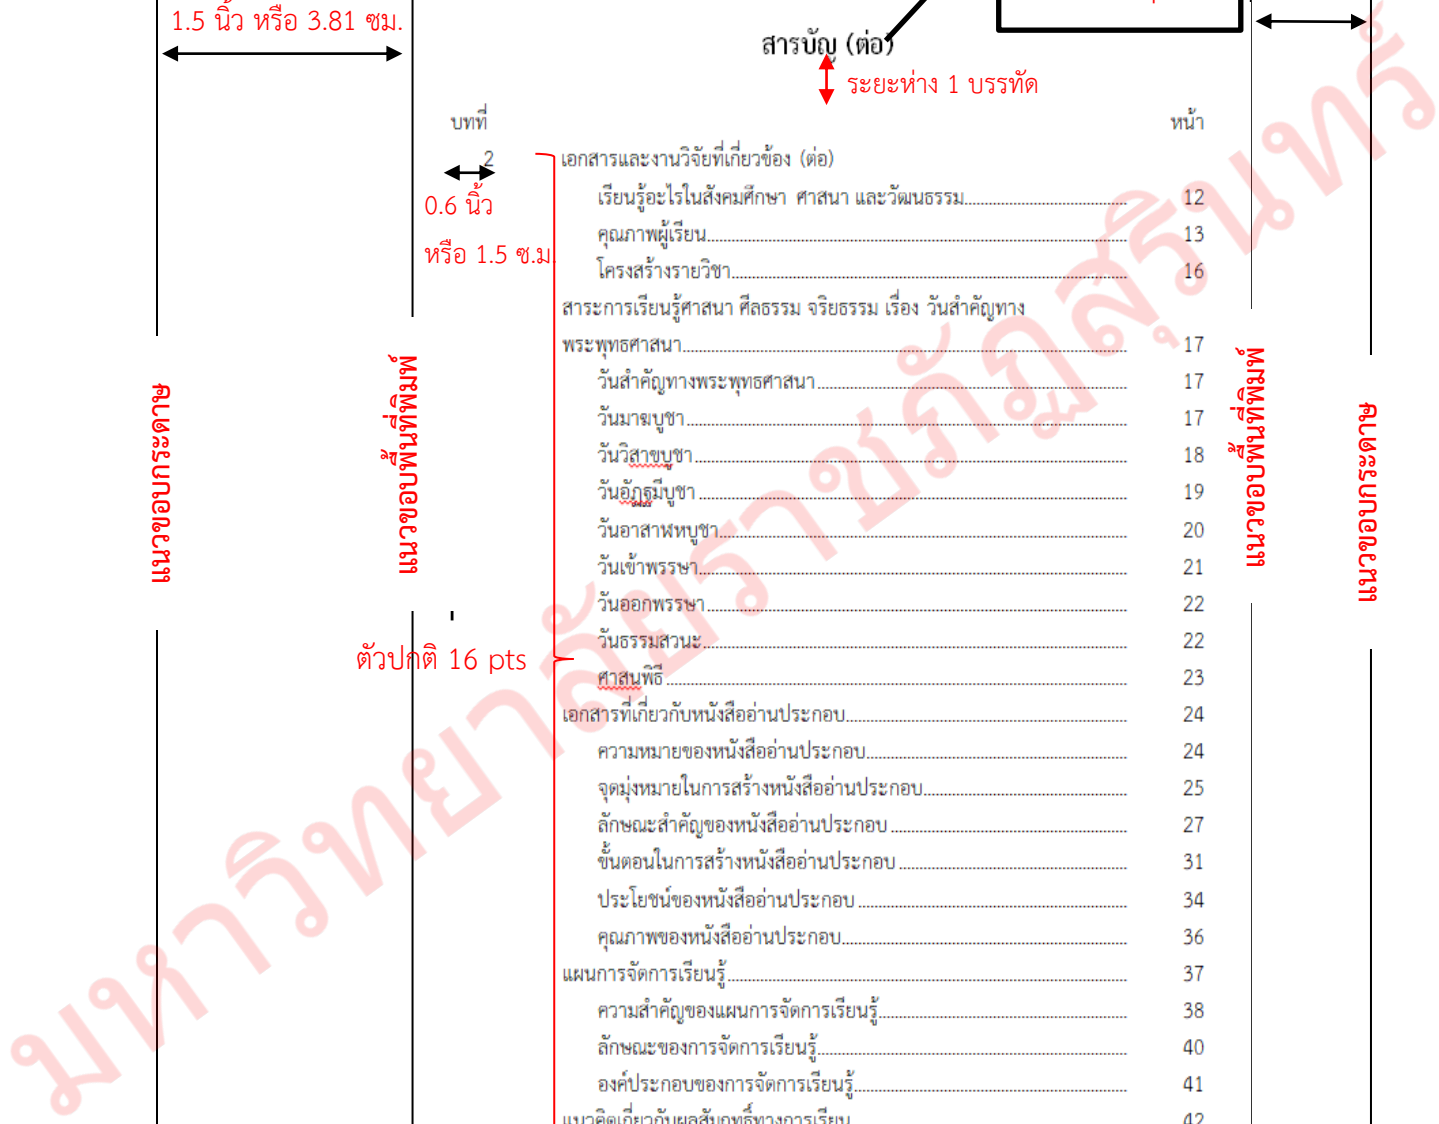 1.5 นิ้ว หรือ 3.81 ซม.
สารบัญ (ต่อ)
ระยะห่าง 1 บรรทัด
บทที่ หน้า
2 เอกสารและงานวิจัยที่เกี่ยวข้อง (ต่อ)
เรียนรู้อะไรในสังคมศึกษา ศาสนา และวัฒนธรรม 12
0.6 นิ้ว
คุณภาพผู้เรียน 13
หรือ 1.5 ซ.ม.
โครงสร้างรายวิชา 16
สาระการเรียนรู้ศาสนา ศีลธรรม จริยธรรม เรื่อง วันสำคัญทาง
พระพุทธศาสนา 17
วันสำคัญทางพระพุทธศาสนา 17
วันมาฆบูชา 17
วันวิสาขบูชา 18
วันอัฏฐมีบูชา 19
วันอาสาฬหบูชา 20
วันเข้าพรรษา 21
วันออกพรรษา 22
วันธรรมสวนะ 22
ตัวปกติ 16 pts
ศาสนพิธี 23
เอกสารที่เกี่ยวกับหนังสืออ่านประกอบ 24
ความหมายของหนังสืออ่านประกอบ 24
จุดมุ่งหมายในการสร้างหนังสืออ่านประกอบ 25
ลักษณะสำคัญของหนังสืออ่านประกอบ 27
ขั้นตอนในการสร้างหนังสืออ่านประกอบ 31
ประโยชน์ของหนังสืออ่านประกอบ 34
คุณภาพของหนังสืออ่านประกอบ 36
แผนการจัดการเรียนรู้ 37
ความสำคัญของแผนการจัดการเรียนรู้ 38
ลักษณะของการจัดการเรียนรู้ 40
องค์ประกอบของการจัดการเรียนรู้ 41
แนวคิดเกี่ยวกับผลสัมฤทธิ์ทางการเรียน 42
แนวขอบกระดาษ
แนวขอบพื้นที่พิมพ์
แนวขอบพื้นที่พิมพ์
แนวขอบกระดาษ
มหาวิทยาลัยราชภัฏสุรินทร์